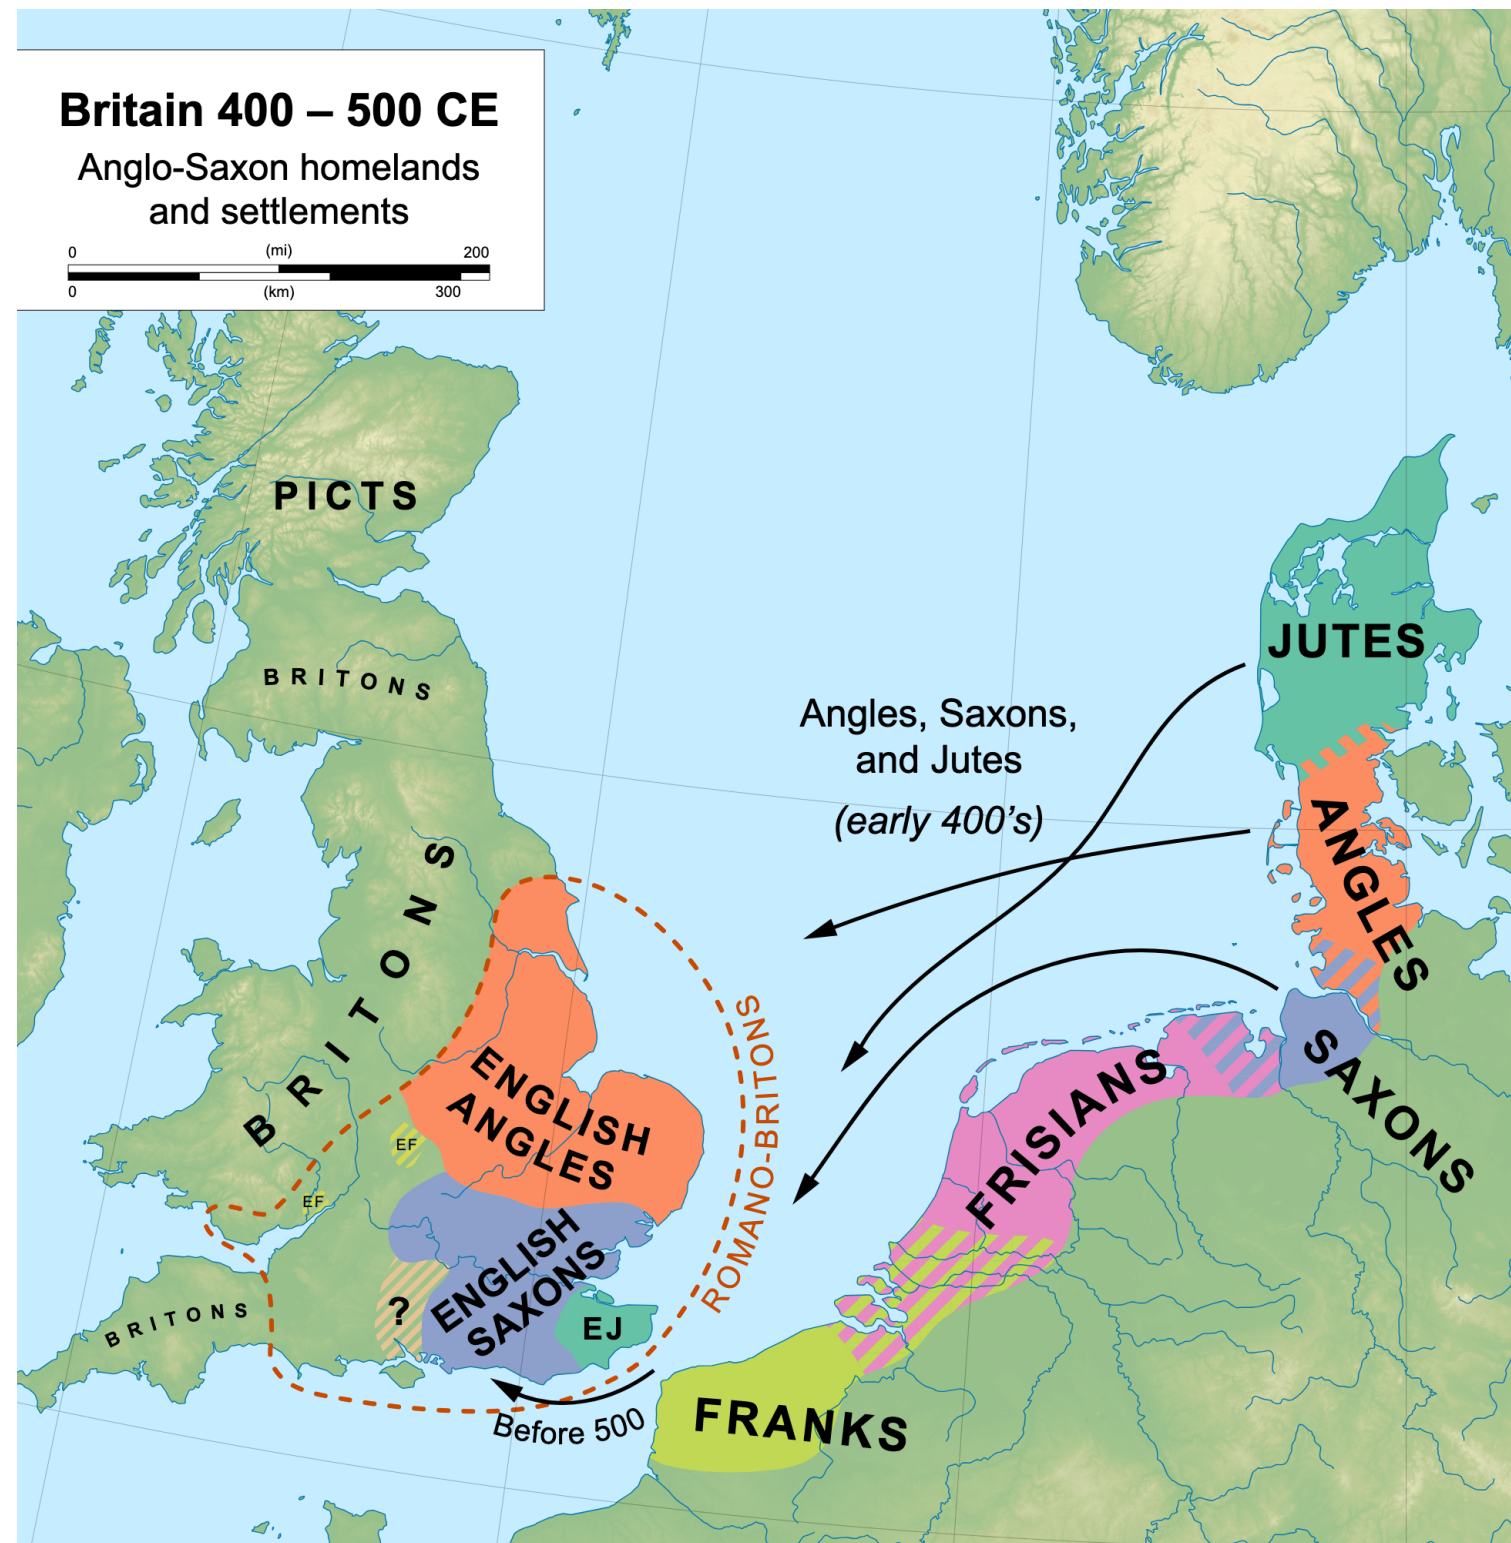 Britain 400 – 500 CE
Anglo-Saxon homelands
and settlements
0 (mi) 200
0 (km) 300
PICTS
BRITONS
JUTES
Angles, Saxons,
and Jutes
(early 400's)
ANGLES
BRITONS
SAXONS
ROMANO-BRITONS
ENGLISH
ANGLES
FRISIANS
EF
EF
ENGLISH
SAXONS
?
EJ
BRITONS
Before 500
FRANKS